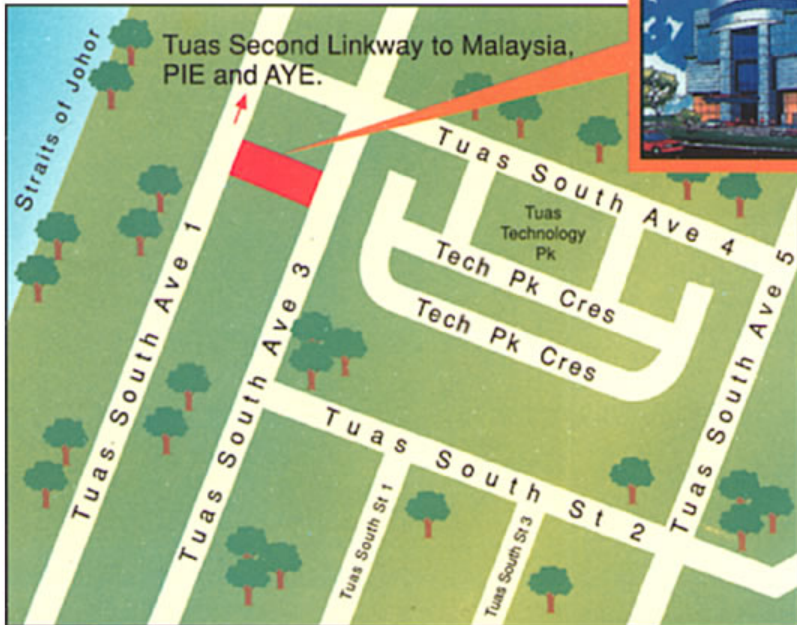 Tuas Second Linkway to Malaysia,
PIE and AYE.
Straits of Johor
Tuas South Ave 4
Tuas
Technology
Pk
Tuas South Ave 1
Tech Pk Cres
Tuas South Ave 5
Tuas South Ave 3
Tech Pk Cres
Tuas South St 2
Tuas South St 1
Tuas South St 3